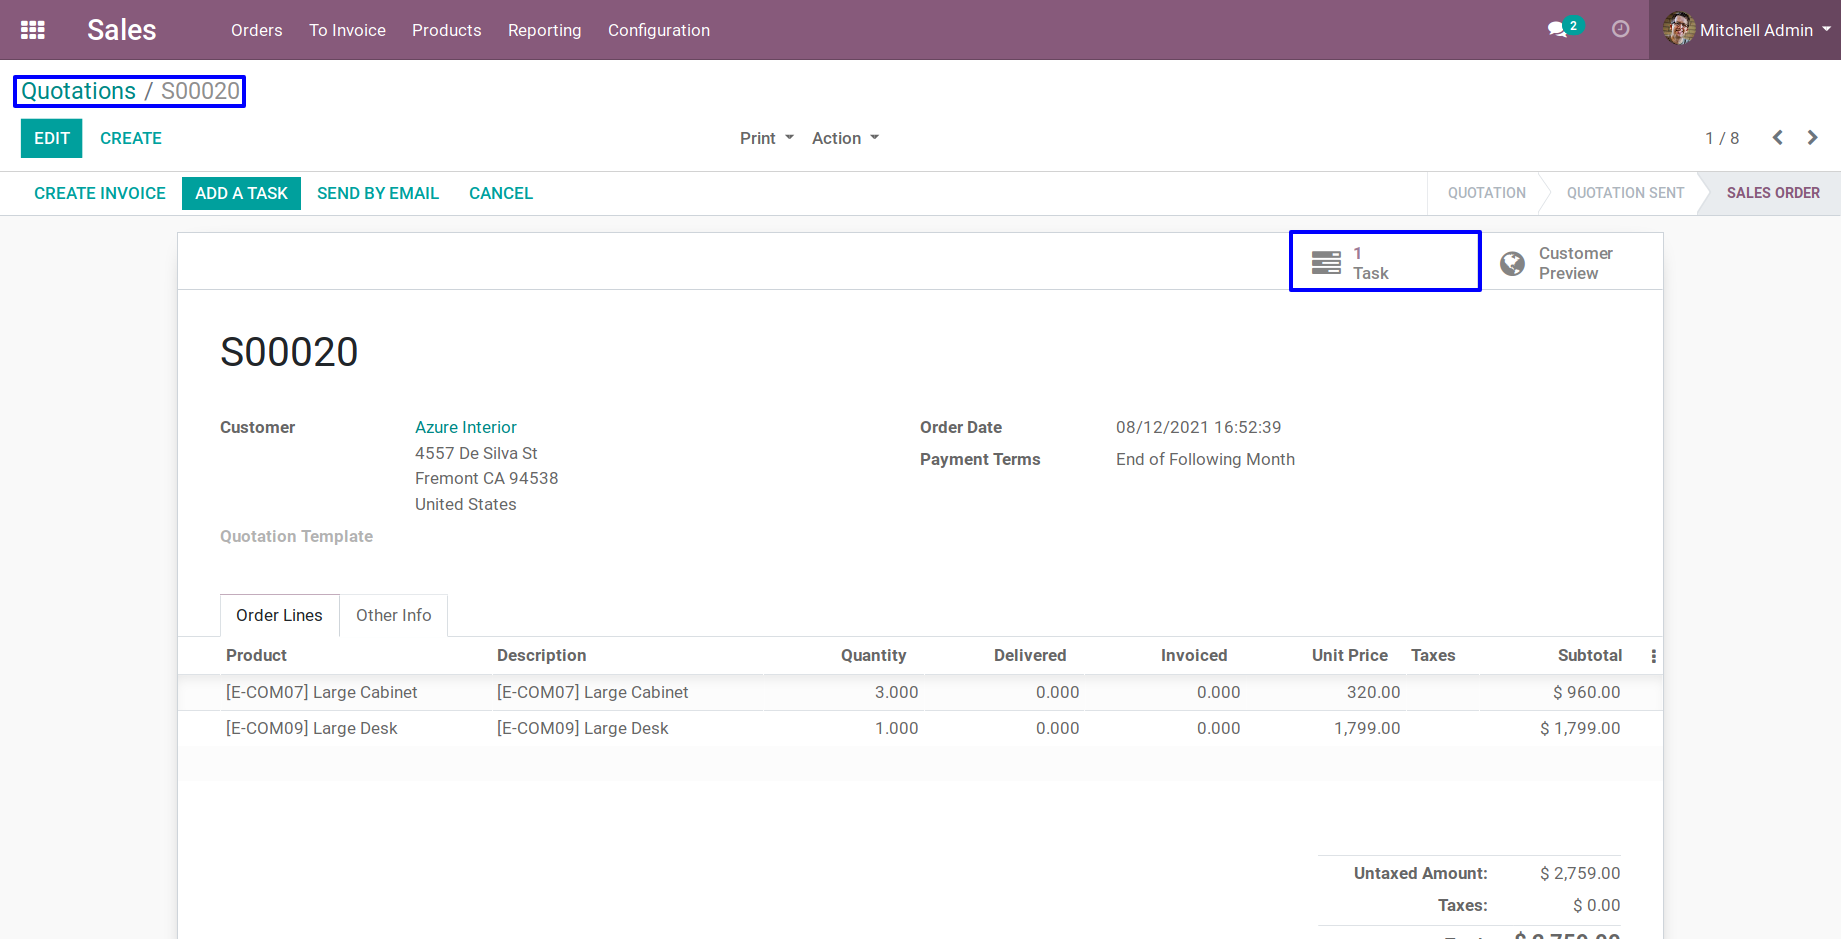 Sales Orders To Invoice Products Reporting Configuration 2 Mitchell Admin
Quotations / S00020
EDIT CREATE Print Action 1 / 8
CREATE INVOICE ADD A TASK SEND BY EMAIL CANCEL QUOTATION QUOTATION SENT SALES ORDER
1
Task
Customer
Preview
S00020
Customer Azure Interior
4557 De Silva St
Fremont CA 94538
United States
Order Date 08/12/2021 16:52:39
Payment Terms End of Following Month
Quotation Template
Order Lines Other Info
Product Description Quantity Delivered Invoiced Unit Price Taxes Subtotal
[E-COM07] Large Cabinet [E-COM07] Large Cabinet 3.000 0.000 0.000 320.00 $ 960.00
[E-COM09] Large Desk [E-COM09] Large Desk 1.000 0.000 0.000 1,799.00 $ 1,799.00
Untaxed Amount: $ 2,759.00
Taxes: $ 0.00
$ 2,759.00